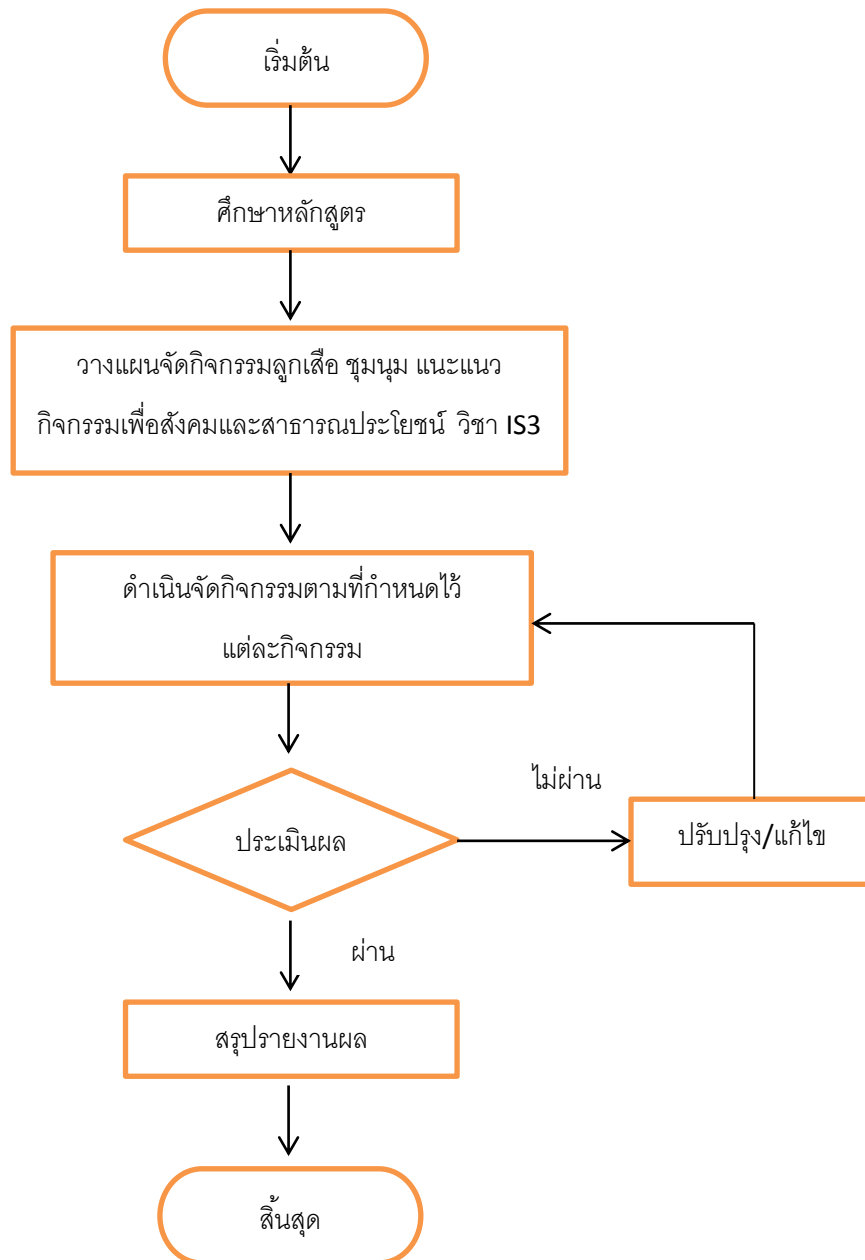 เริ่มต้น
ศึกษาหลักสูตร
วางแผนจัดกิจกรรมลูกเสือ ชุมนุม แนะแนว
กิจกรรมเพื่อสังคมและสาธารณประโยชน์ วิชา IS3
ดำเนินจัดกิจกรรมตามที่กำหนดไว้
แต่ละกิจกรรม
ไม่ผ่าน
ประเมินผล
ปรับปรุง/แก้ไข
ผ่าน
สรุปรายงานผล
สิ้นสุด